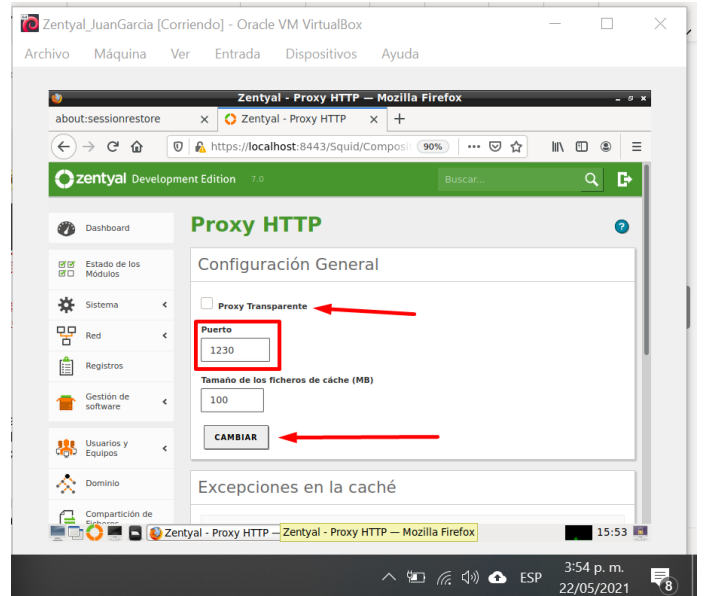 Zentyal_JuanGarcia [Corriendo] - Oracle VM VirtualBox
Archivo Máquina Ver Entrada Dispositivos Ayuda
Zentyal - Proxy HTTP — Mozilla Firefox
about:sessionrestore
Zentyal - Proxy HTTP
https://localhost:8443/Squid/Composi
90%
zentyal Development Edition 7.0
Buscar...
Dashboard
Estado de los
Módulos
Sistema
Red
Registros
Gestión de
software
Usuarios y
Equipos
Dominio
Compartición de
Ficheros
Proxy HTTP
?
Configuración General
Proxy Transparente
Puerto
1230
Tamaño de los ficheros de cáche (MB)
100
CAMBIAR
Excepciones en la caché
Zentyal - Proxy HTTP —
Zentyal - Proxy HTTP — Mozilla Firefox
15:53
ESP
3:54 p. m.
22/05/2021
8